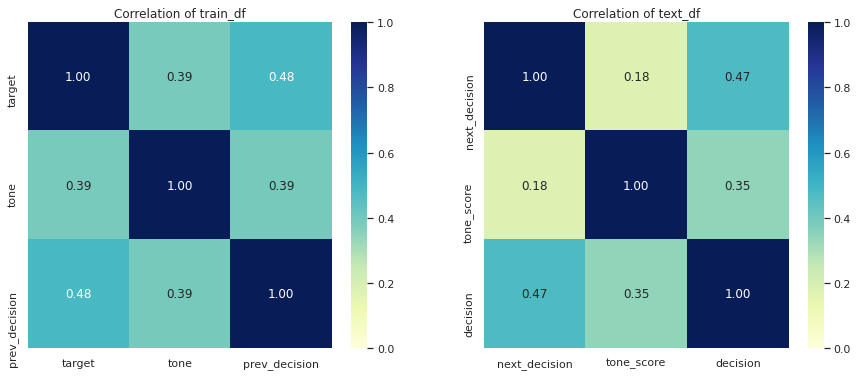 Correlation of train_df
target
tone
prev_decision
1.00 0.39 0.48
0.39 1.00 0.39
0.48 0.39 1.00
target tone prev_decision
1.0
0.8
0.6
0.4
0.2
0.0
Correlation of text_df
next_decision
tone_score
decision
1.00 0.18 0.47
0.18 1.00 0.35
0.47 0.35 1.00
next_decision tone_score decision
1.0
0.8
0.6
0.4
0.2
0.0